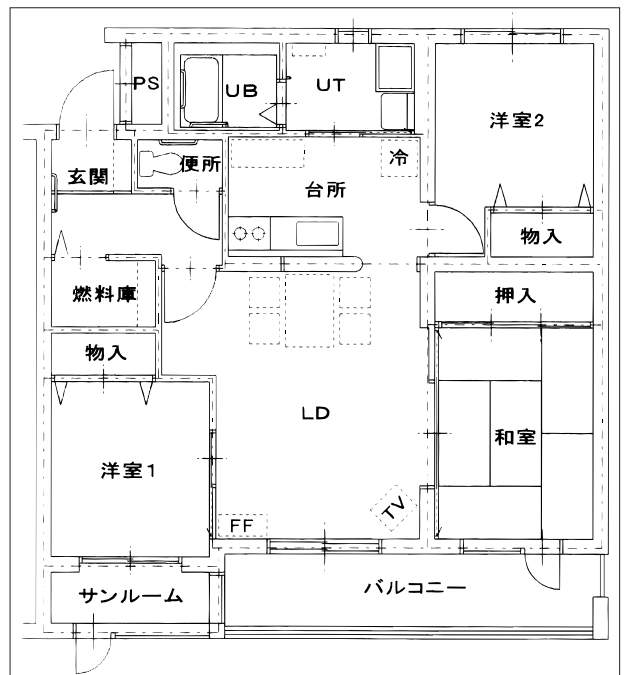 PS
UB
UT
洋室2
玄関
便所
台所
冷
物入
燃料庫
押入
物入
LD
和室
洋室1
FF
TV
サンルーム
バルコニー